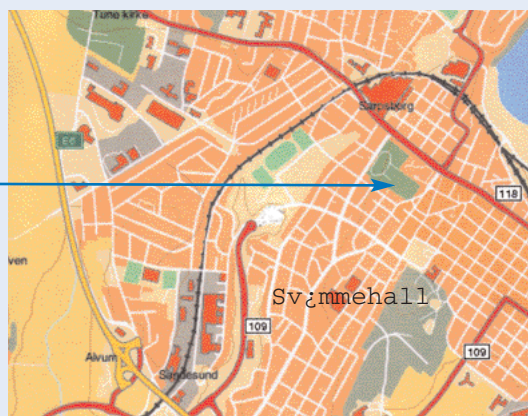 Tune kirke
Sarpsborg
E6
118
ven
Sv¿mmehall
109
Alvum
109
Sandesund